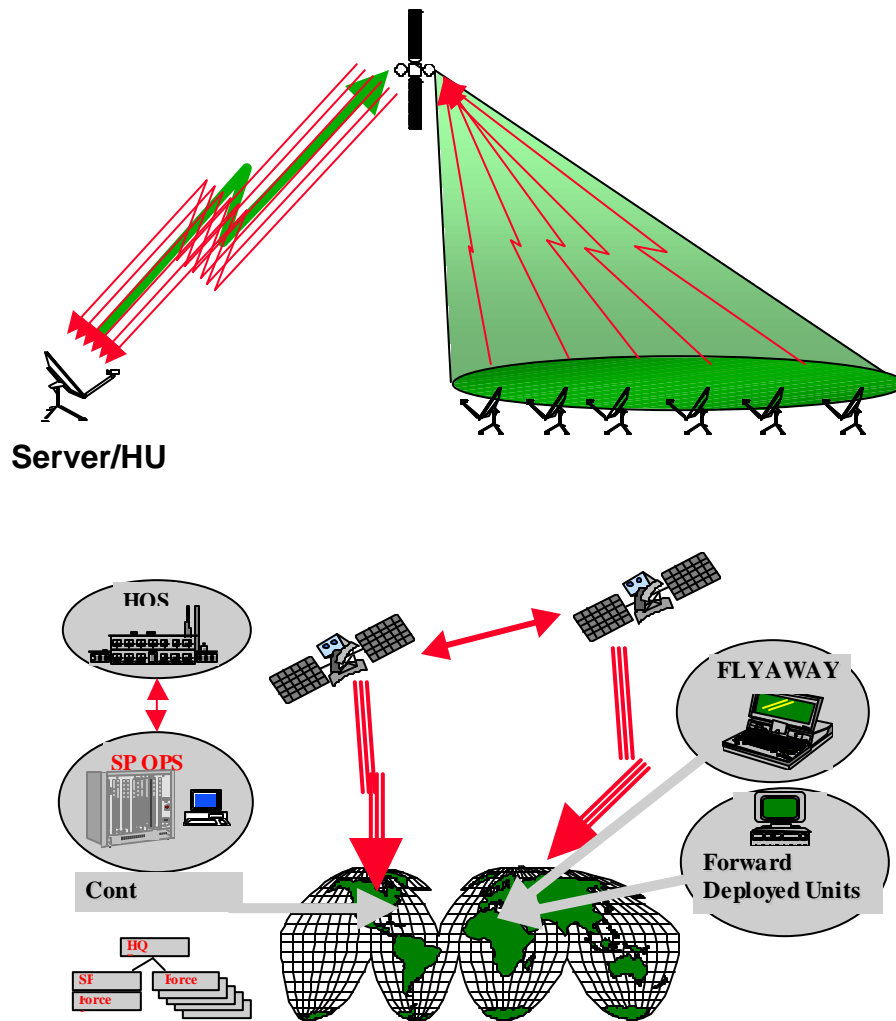 Server/HU
HQS
SP OPS
Cont
FLYAWAY
Forward
Deployed Units
HQ
SF
Force
Force